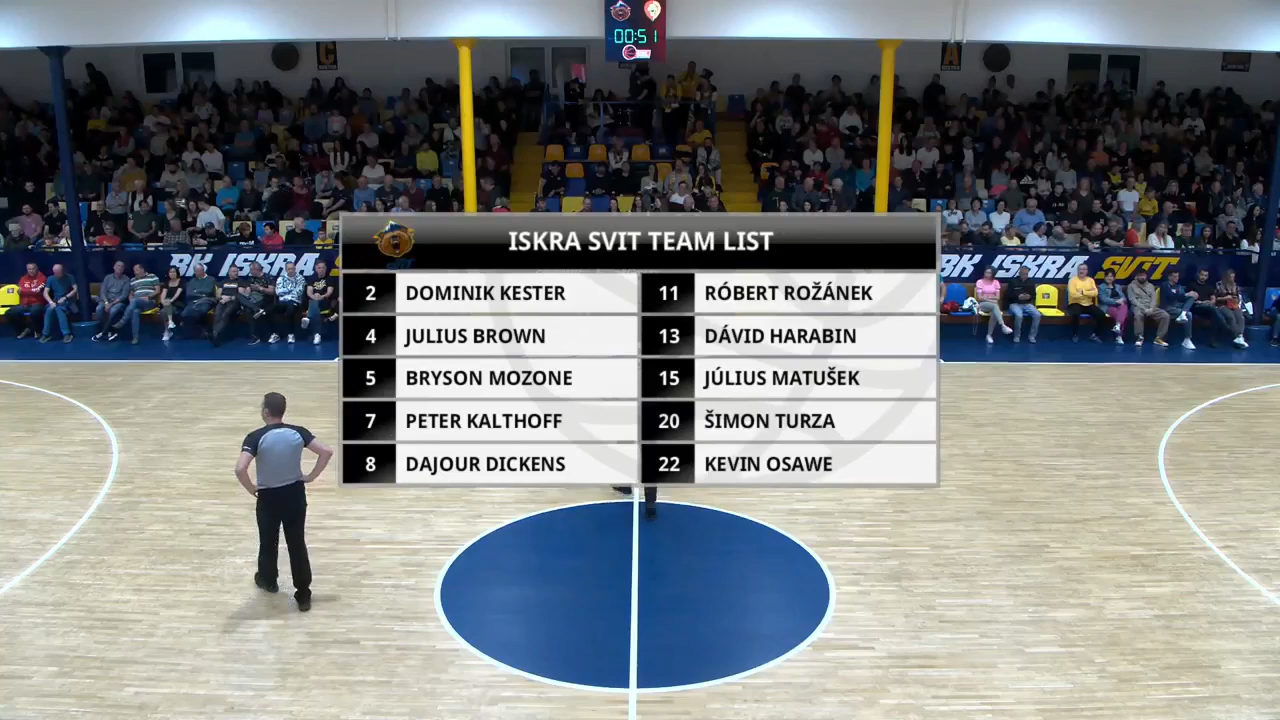 C
00:51
A
ISKRA SVIT TEAM LIST
BK ISKRA
BK ISKRA SVIT
2 DOMINIK KESTER
4 JULIUS BROWN
5 BRYSON MOZONE
7 PETER KALTHOFF
8 DAJOUR DICKENS
11 RÓBERT ROŽÁNEK
13 DÁVID HARABIN
15 JÚLIUS MATUŠEK
20 ŠIMON TURZA
22 KEVIN OSAWE